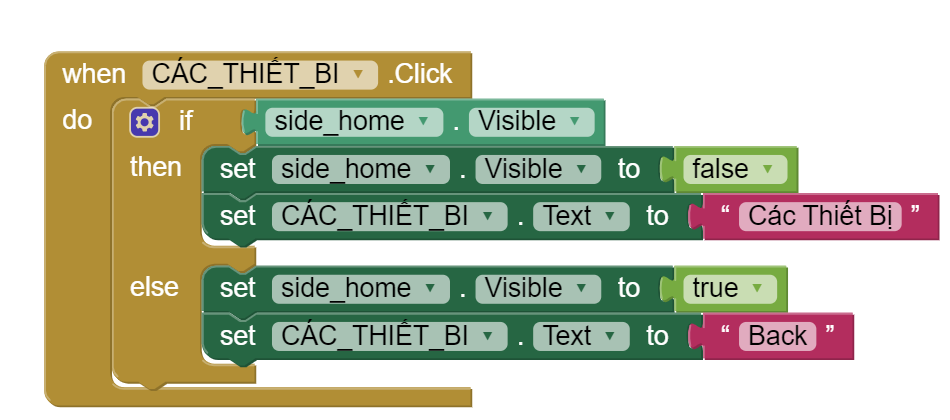 when CÁC_THIẾT_BI .Click
do if side_home . Visible
then set side_home . Visible to false
set CÁC_THIẾT_BI . Text to “ Các Thiết Bị ”
else set side_home . Visible to true
set CÁC_THIẾT_BI . Text to “ Back ”